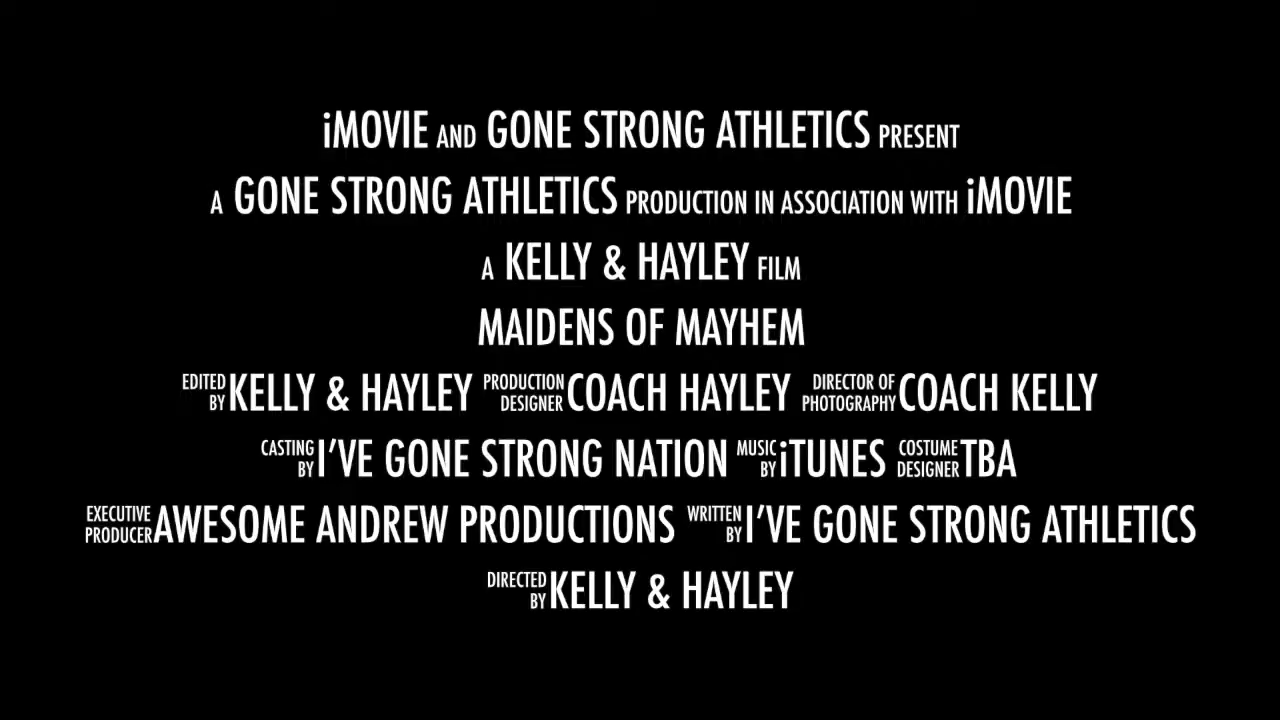 iMOVIE AND GONE STRONG ATHLETICS PRESENT
A GONE STRONG ATHLETICS PRODUCTION IN ASSOCIATION WITH iMOVIE
A KELLY & HAYLEY FILM
MAIDENS OF MAYHEM
EDITED BY KELLY & HAYLEY PRODUCTION DESIGNER COACH HAYLEY DIRECTOR OF PHOTOGRAPHY COACH KELLY
CASTING BY I'VE GONE STRONG NATION MUSIC BY iTUNES COSTUME DESIGNER TBA
EXECUTIVE PRODUCER AWESOME ANDREW PRODUCTIONS WRITTEN BY I'VE GONE STRONG ATHLETICS
DIRECTED BY KELLY & HAYLEY